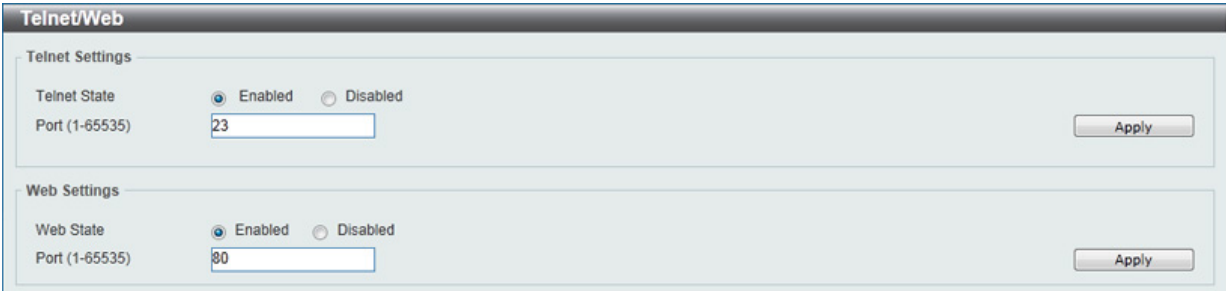 Telnet/Web
Telnet Settings
Telnet State Enabled Disabled
Port (1-65535) 23 Apply
Web Settings
Web State Enabled Disabled
Port (1-65535) 80 Apply